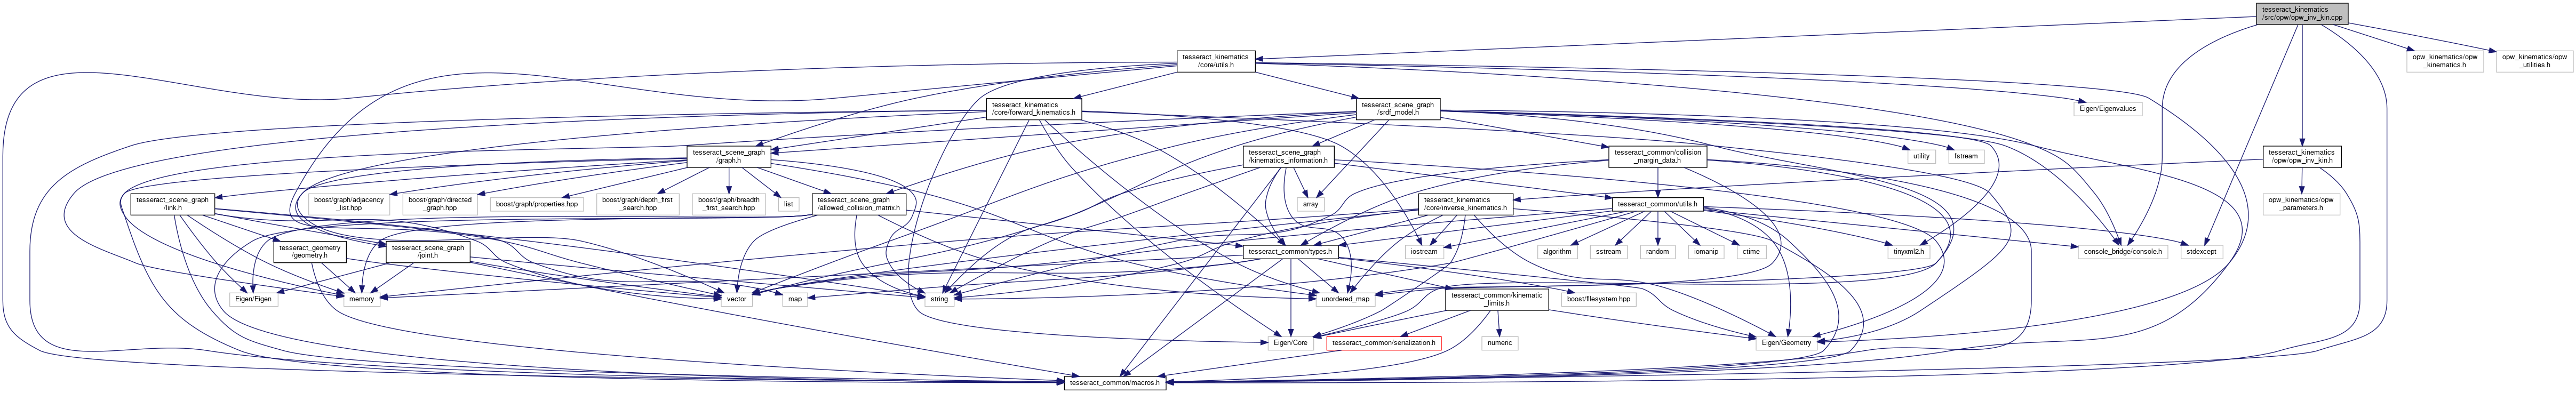 tesseract_kinematics
/src/opw/opw_inv_kin.cpp
tesseract_kinematics
/core/utils.h
opw_kinematics/opw
_kinematics.h
opw_kinematics/opw
_utilities.h
tesseract_kinematics
/core/forward_kinematics.h
tesseract_scene_graph
/srdf_model.h
Eigen/Eigenvalues
tesseract_scene_graph
/graph.h
tesseract_scene_graph
/kinematics_information.h
tesseract_common/collision
_margin_data.h
utility
fstream
tesseract_kinematics
/opw/opw_inv_kin.h
tesseract_scene_graph
/link.h
boost/graph/adjacency
_list.hpp
boost/graph/directed
_graph.hpp
boost/graph/properties.hpp
boost/graph/depth_first
_search.hpp
boost/graph/breadth
_first_search.hpp
list
tesseract_scene_graph
/allowed_collision_matrix.h
array
tesseract_kinematics
/core/inverse_kinematics.h
tesseract_common/utils.h
opw_kinematics/opw
_parameters.h
tesseract_geometry
/geometry.h
tesseract_scene_graph
/joint.h
tesseract_common/types.h
iostream
algorithm
sstream
random
iomanip
ctime
tinyxml2.h
console_bridge/console.h
stdexcept
Eigen/Eigen
memory
vector
map
string
unordered_map
tesseract_common/kinematic
_limits.h
boost/filesystem.hpp
Eigen/Core
tesseract_common/serialization.h
numeric
Eigen/Geometry
tesseract_common/macros.h